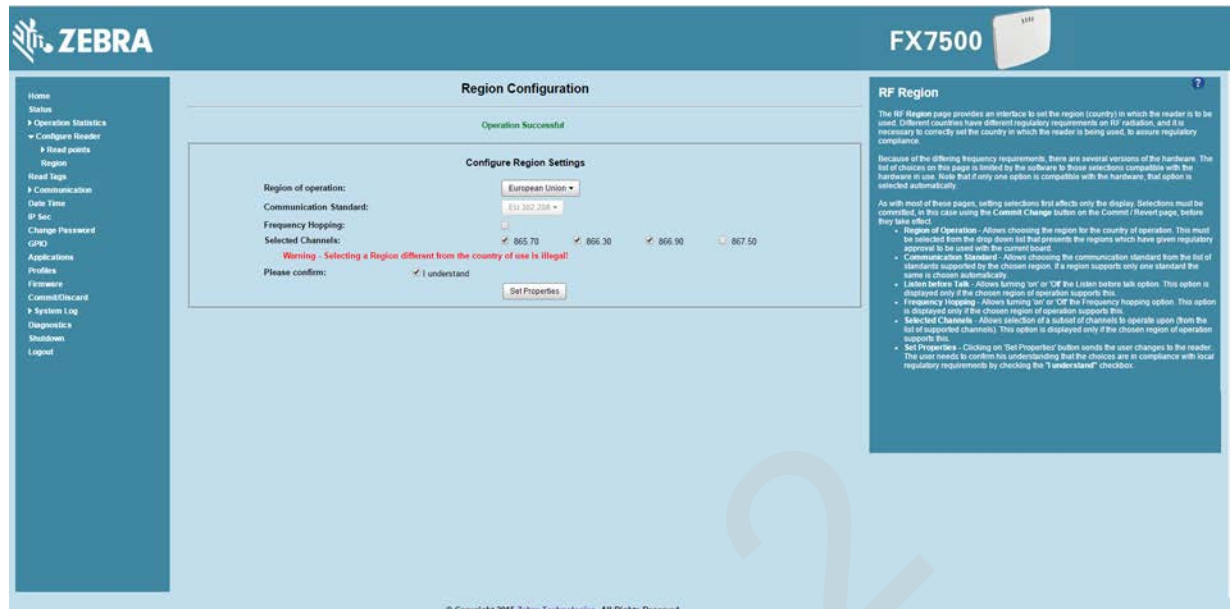 ZEBRA
FX7500
Home
Status
Operation Statistics
Configure Reader
Read points
Region
Read Tags
Communication
Date Time
IP Sec
Change Password
GPIO
Applications
Profiles
Firmware
Commit/Discard
System Log
Diagnostics
Shutdown
Logout
Region Configuration
Operation Successful
Configure Region Settings
Region of operation: European Union
Communication Standard: EU 302.208
Frequency Hopping:
Selected Channels: 865.70 866.30 866.90 867.50
Warning - Selecting a Region different from the country of use is illegal!
Please confirm: I understand
Set Properties
?
RF Region
The RF Region page provides an interface to set the region (country) in which the reader is to be
used. Different countries have different regulatory requirements on RF radiation, and it is
necessary to correctly set the country in which the reader is being used, to assure regulatory
compliance.
Because of the differing frequency requirements, there are several versions of the hardware. The
list of choices on this page is limited by the software to those selections compatible with the
hardware in use. Note that if only one option is compatible with the hardware, that option is
selected automatically.
As with most of these pages, setting selections first affects only the display. Selections must be
committed, in this case using the Commit Change button on the Commit / Revert page, before
they take effect.
Region of Operation - Allows choosing the region for the country of operation. This must
be selected from the drop down list that presents the regions which have given regulatory
approval to be used with the current board.
Communication Standard - Allows choosing the communication standard from the list of
standards supported by the chosen region. If a region supports only one standard the
same is chosen automatically.
Listen before Talk - Allows turning 'on' or 'Off' the Listen before talk option. This option is
displayed only if the chosen region of operation supports this.
Frequency Hopping - Allows turning 'on' or 'Off' the Frequency hopping option. This option
is displayed only if the chosen region of operation supports this.
Selected Channels - Allows selection of a subset of channels to operate upon (from the
list of supported channels). This option is displayed only if the chosen region of operation
supports this.
Set Properties - Clicking on 'Set Properties' button sends the user changes to the reader.
The user needs to confirm his understanding that the choices are in compliance with local
regulatory requirements by checking the "I understand" checkbox.
© Copyright 2015 Zebra Technologies. All Rights Reserved.